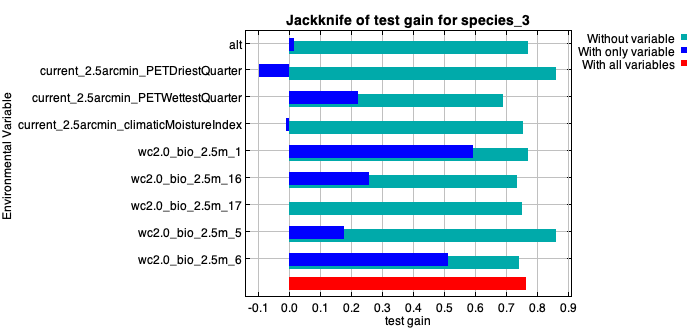 Jackknife of test gain for species_3
Without variable
With only variable
With all variables
Environmental Variable
alt
current_2.5arcmin_PETDriestQuarter
current_2.5arcmin_PETWettestQuarter
current_2.5arcmin_climaticMoistureIndex
wc2.0_bio_2.5m_1
wc2.0_bio_2.5m_16
wc2.0_bio_2.5m_17
wc2.0_bio_2.5m_5
wc2.0_bio_2.5m_6
-0.1 0.0 0.1 0.2 0.3 0.4 0.5 0.6 0.7 0.8 0.9
test gain